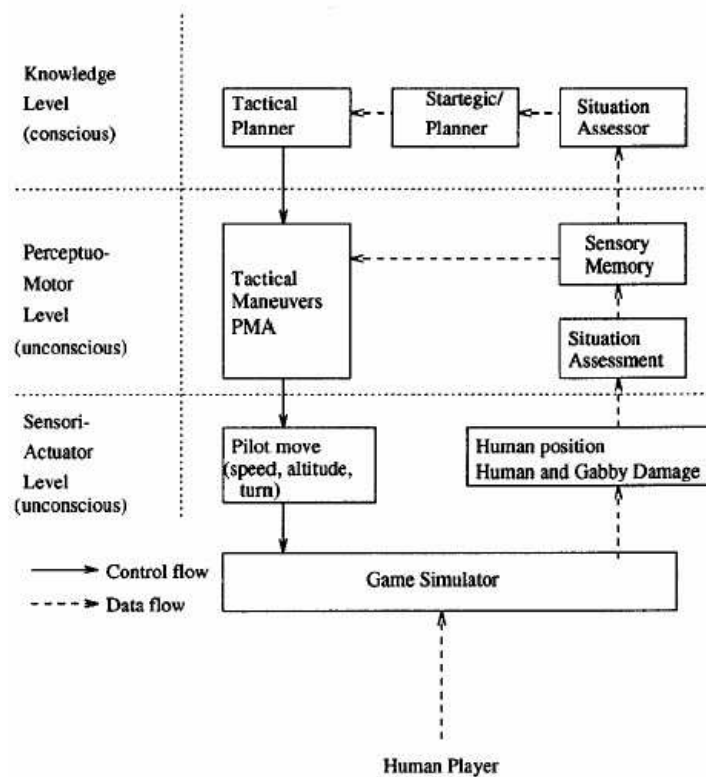 Knowledge
Level
(conscious)
Tactical
Planner
Startegic/
Planner
Situation
Assessor
Perceptuo-
Motor
Level
(unconscious)
Tactical
Maneuvers
PMA
Sensory
Memory
Situation
Assessment
Sensori-
Actuator
Level
(unconscious)
Pilot move
(speed, altitude,
turn)
Human position
Human and Gabby Damage
Control flow
Data flow
Game Simulator
Human Player